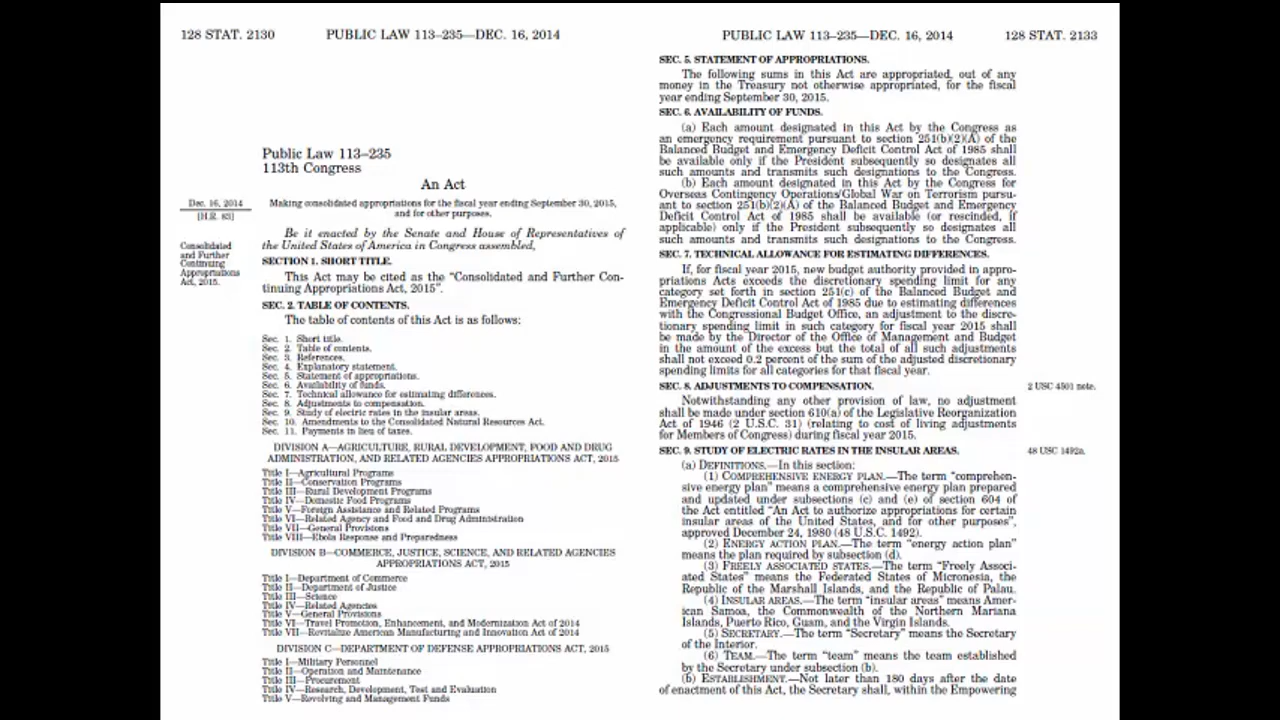 128 STAT. 2130 PUBLIC LAW 113–235—DEC. 16, 2014
Public Law 113–235
113th Congress
An Act
Dec. 16, 2014
[H.R. 83]
Making consolidated appropriations for the fiscal year ending September 30, 2015,
and for other purposes.
Be it enacted by the Senate and House of Representatives of
the United States of America in Congress assembled,
Consolidated
and Further
Continuing
Appropriations
Act, 2015.
SECTION 1. SHORT TITLE.
This Act may be cited as the “Consolidated and Further Con-
tinuing Appropriations Act, 2015”.
SEC. 2. TABLE OF CONTENTS.
The table of contents of this Act is as follows:
Sec. 1. Short title.
Sec. 2. Table of contents.
Sec. 3. References.
Sec. 4. Explanatory statement.
Sec. 5. Statement of appropriations.
Sec. 6. Availability of funds.
Sec. 7. Technical allowance for estimating differences.
Sec. 8. Adjustments to compensation.
Sec. 9. Study of electric rates in the insular areas.
Sec. 10. Amendments to the Consolidated Natural Resources Act.
Sec. 11. Payments in lieu of taxes.
DIVISION A—AGRICULTURE, RURAL DEVELOPMENT, FOOD AND DRUG
ADMINISTRATION, AND RELATED AGENCIES APPROPRIATIONS ACT, 2015
Title I—Agricultural Programs
Title II—Conservation Programs
Title III—Rural Development Programs
Title IV—Domestic Food Programs
Title V—Foreign Assistance and Related Programs
Title VI—Related Agency and Food and Drug Administration
Title VII—General Provisions
Title VIII—Ebola Response and Preparedness
DIVISION B—COMMERCE, JUSTICE, SCIENCE, AND RELATED AGENCIES
APPROPRIATIONS ACT, 2015
Title I—Department of Commerce
Title II—Department of Justice
Title III—Science
Title IV—Related Agencies
Title V—General Provisions
Title VI—Travel Promotion, Enhancement, and Modernization Act of 2014
Title VII—Revitalize American Manufacturing and Innovation Act of 2014
DIVISION C—DEPARTMENT OF DEFENSE APPROPRIATIONS ACT, 2015
Title I—Military Personnel
Title II—Operation and Maintenance
Title III—Procurement
Title IV—Research, Development, Test and Evaluation
Title V—Revolving and Management Funds
PUBLIC LAW 113–235—DEC. 16, 2014 128 STAT. 2133
SEC. 5. STATEMENT OF APPROPRIATIONS.
The following sums in this Act are appropriated, out of any
money in the Treasury not otherwise appropriated, for the fiscal
year ending September 30, 2015.
SEC. 6. AVAILABILITY OF FUNDS.
(a) Each amount designated in this Act by the Congress as
an emergency requirement pursuant to section 251(b)(2)(A) of the
Balanced Budget and Emergency Deficit Control Act of 1985 shall
be available only if the President subsequently so designates all
such amounts and transmits such designations to the Congress.
(b) Each amount designated in this Act by the Congress for
Overseas Contingency Operations/Global War on Terrorism pursu-
ant to section 251(b)(2)(A) of the Balanced Budget and Emergency
Deficit Control Act of 1985 shall be available (or rescinded, if
applicable) only if the President subsequently so designates all
such amounts and transmits such designations to the Congress.
SEC. 7. TECHNICAL ALLOWANCE FOR ESTIMATING DIFFERENCES.
If, for fiscal year 2015, new budget authority provided in appro-
priations Acts exceeds the discretionary spending limit for any
category set forth in section 251(c) of the Balanced Budget and
Emergency Deficit Control Act of 1985 due to estimating differences
with the Congressional Budget Office, an adjustment to the discre-
tionary spending limit in such category for fiscal year 2015 shall
be made by the Director of the Office of Management and Budget
in the amount of the excess but the total of all such adjustments
shall not exceed 0.2 percent of the sum of the adjusted discretionary
spending limits for all categories for that fiscal year.
SEC. 8. ADJUSTMENTS TO COMPENSATION. 2 USC 4501 note.
Notwithstanding any other provision of law, no adjustment
shall be made under section 610(a) of the Legislative Reorganization
Act of 1946 (2 U.S.C. 31) (relating to cost of living adjustments
for Members of Congress) during fiscal year 2015.
SEC. 9. STUDY OF ELECTRIC RATES IN THE INSULAR AREAS. 48 USC 1492a.
(a) DEFINITIONS.—In this section:
(1) COMPREHENSIVE ENERGY PLAN.—The term “comprehen-
sive energy plan” means a comprehensive energy plan prepared
and updated under subsections (c) and (e) of section 604 of
the Act entitled “An Act to authorize appropriations for certain
insular areas of the United States, and for other purposes”,
approved December 24, 1980 (48 U.S.C. 1492).
(2) ENERGY ACTION PLAN.—The term “energy action plan”
means the plan required by subsection (d).
(3) FREELY ASSOCIATED STATES.—The term “Freely Associ-
ated States” means the Federated States of Micronesia, the
Republic of the Marshall Islands, and the Republic of Palau.
(4) INSULAR AREAS.—The term “insular areas” means Amer-
ican Samoa, the Commonwealth of the Northern Mariana
Islands, Puerto Rico, Guam, and the Virgin Islands.
(5) SECRETARY.—The term “Secretary” means the Secretary
of the Interior.
(6) TEAM.—The term “team” means the team established
by the Secretary under subsection (b).
(b) ESTABLISHMENT.—Not later than 180 days after the date
of enactment of this Act, the Secretary shall, within the Empowering